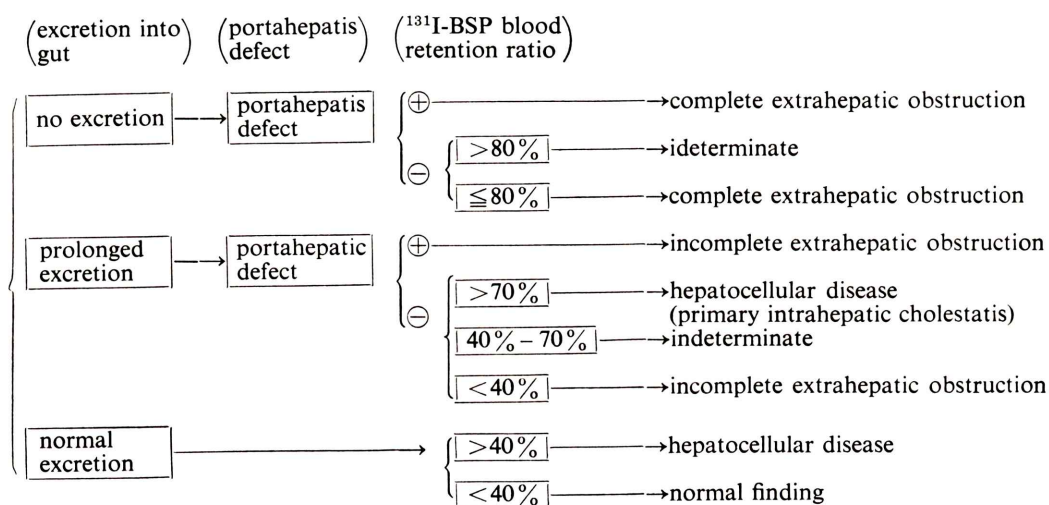 (excretion into gut) (portahepatis defect) (¹³¹I-BSP blood retention ratio)
no excretion → portahepatis defect
⊕ → complete extrahepatic obstruction
⊖ >80% → ideterminate
≦80% → complete extrahepatic obstruction
prolonged excretion → portahepatic defect
⊕ → incomplete extrahepatic obstruction
⊖ >70% → hepatocellular disease
(primary intrahepatic cholestatis)
40%–70% → indeterminate
<40% → incomplete extrahepatic obstruction
normal excretion → >40% → hepatocellular disease
<40% → normal finding